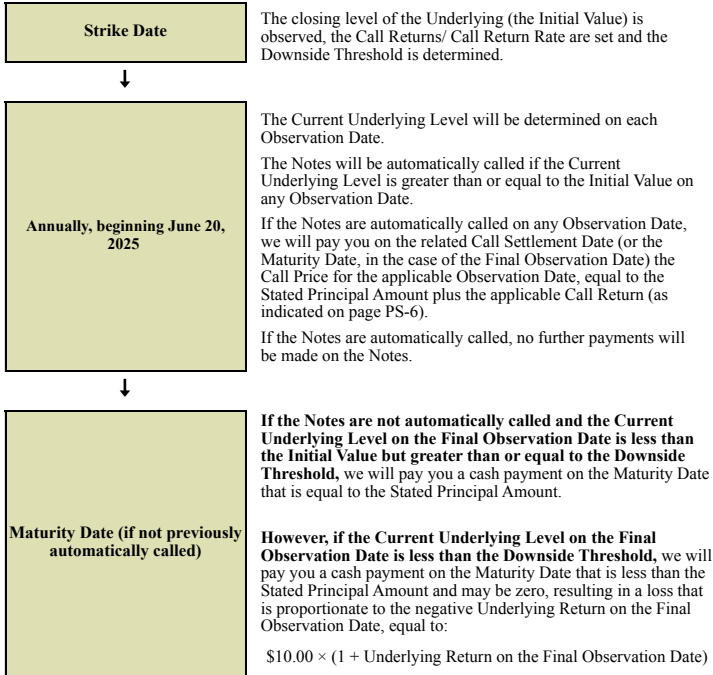 Strike Date
The closing level of the Underlying (the Initial Value) is
observed, the Call Returns/ Call Return Rate are set and the
Downside Threshold is determined.
Annually, beginning June 20,
2025
The Current Underlying Level will be determined on each
Observation Date.
The Notes will be automatically called if the Current
Underlying Level is greater than or equal to the Initial Value on
any Observation Date.
If the Notes are automatically called on any Observation Date,
we will pay you on the related Call Settlement Date (or the
Maturity Date, in the case of the Final Observation Date) the
Call Price for the applicable Observation Date, equal to the
Stated Principal Amount plus the applicable Call Return (as
indicated on page PS-6).
If the Notes are automatically called, no further payments will
be made on the Notes.
Maturity Date (if not previously
automatically called)
If the Notes are not automatically called and the Current
Underlying Level on the Final Observation Date is less than
the Initial Value but greater than or equal to the Downside
Threshold, we will pay you a cash payment on the Maturity Date
that is equal to the Stated Principal Amount.
However, if the Current Underlying Level on the Final
Observation Date is less than the Downside Threshold, we will
pay you a cash payment on the Maturity Date that is less than the
Stated Principal Amount and may be zero, resulting in a loss that
is proportionate to the negative Underlying Return on the Final
Observation Date, equal to:
$10.00 × (1 + Underlying Return on the Final Observation Date)